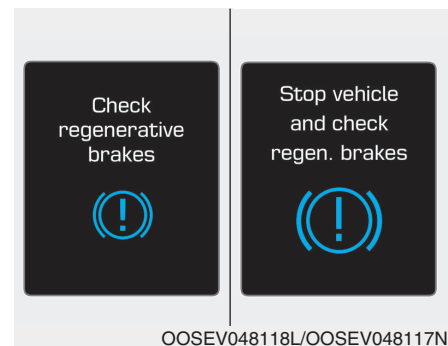 Check
regenerative
brakes
Stop vehicle
and check
regen. brakes
OOSEV048118L/OOSEV048117N